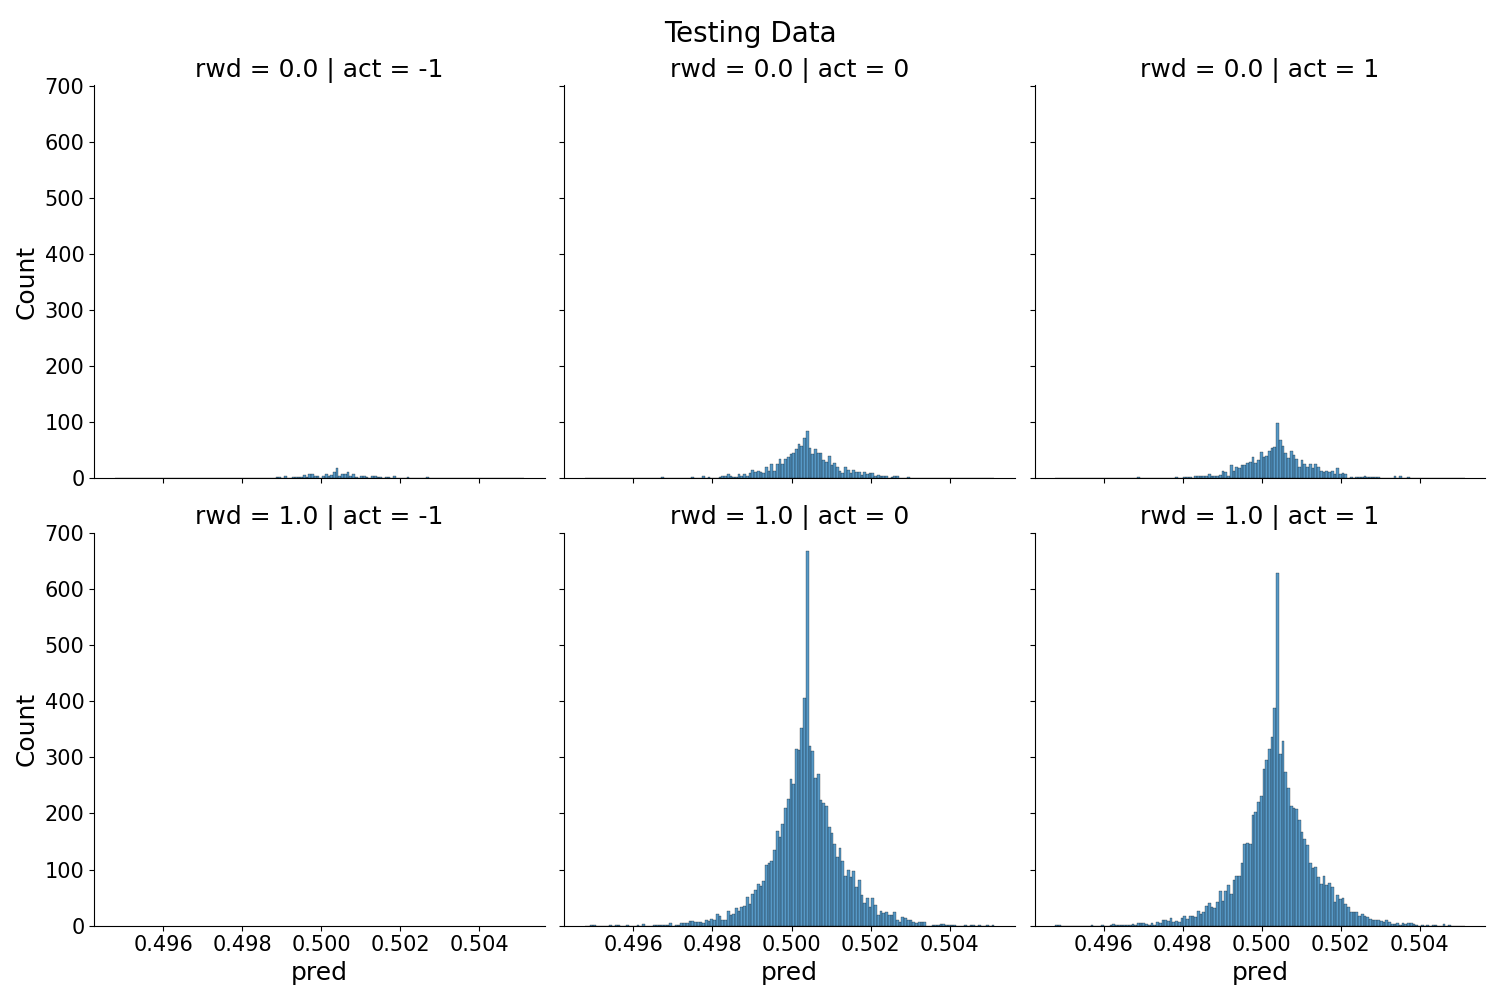 Testing Data
rwd = 0.0 | act = -1
rwd = 0.0 | act = 0
rwd = 0.0 | act = 1
700
600
500
400
300
200
100
0
Count
rwd = 1.0 | act = -1
rwd = 1.0 | act = 0
rwd = 1.0 | act = 1
700
600
500
400
300
200
100
0
Count
0.496 0.498 0.500 0.502 0.504
0.496 0.498 0.500 0.502 0.504
0.496 0.498 0.500 0.502 0.504
pred
pred
pred